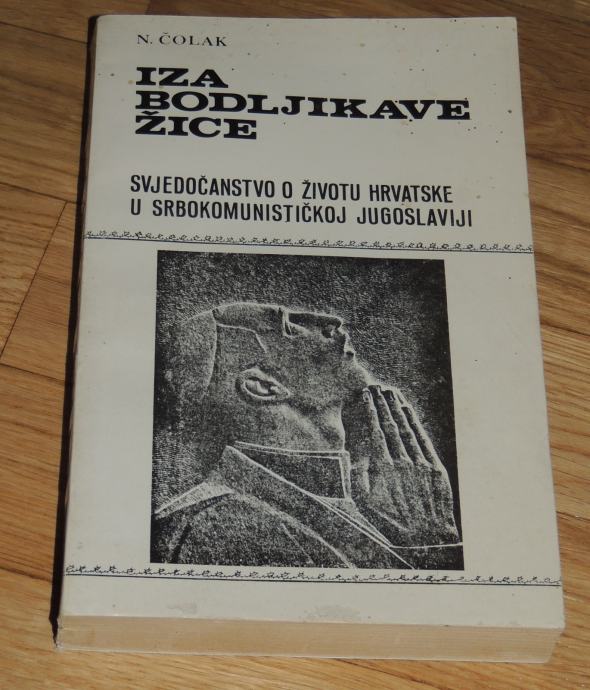 N. ČOLAK
IZA
BODLJIKAVE
ŽICE
SVJEDOČANSTVO O ŽIVOTU HRVATSKE
U SRBOKOMUNISTIČKOJ JUGOSLAVIJI